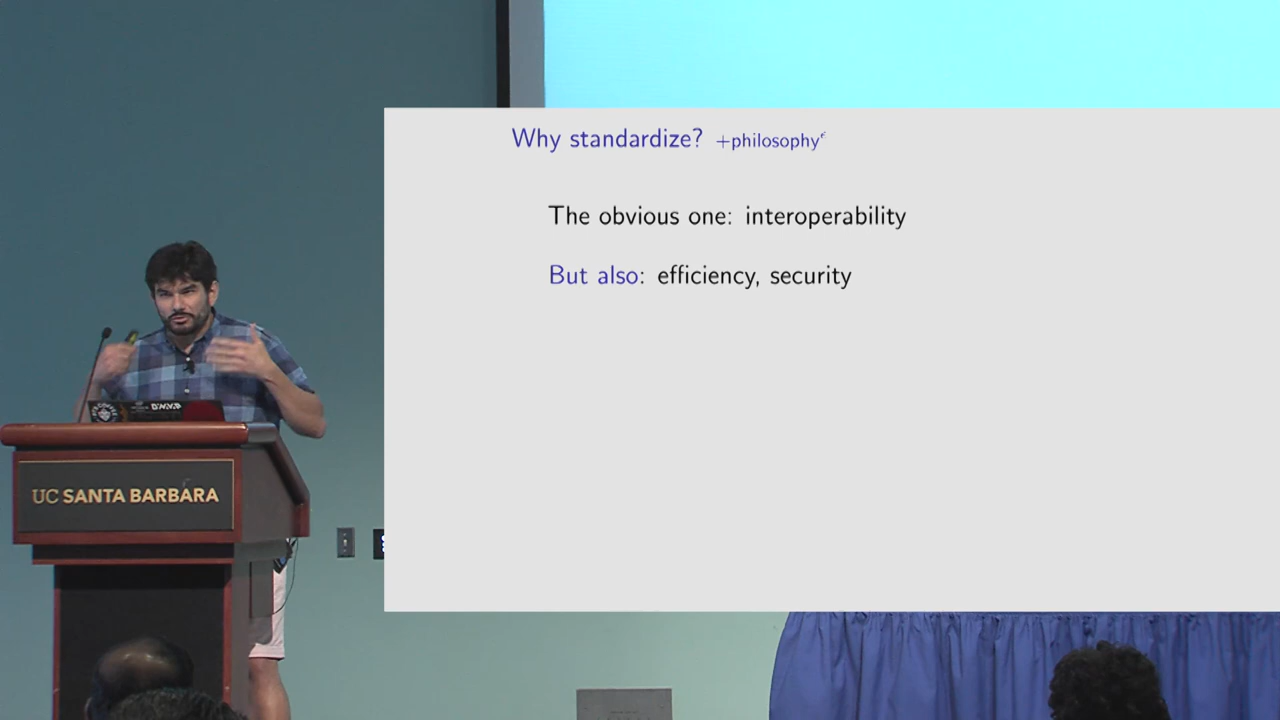 Why standardize? +philosophy
The obvious one: interoperability
But also: efficiency, security
UC SANTA BARBARA